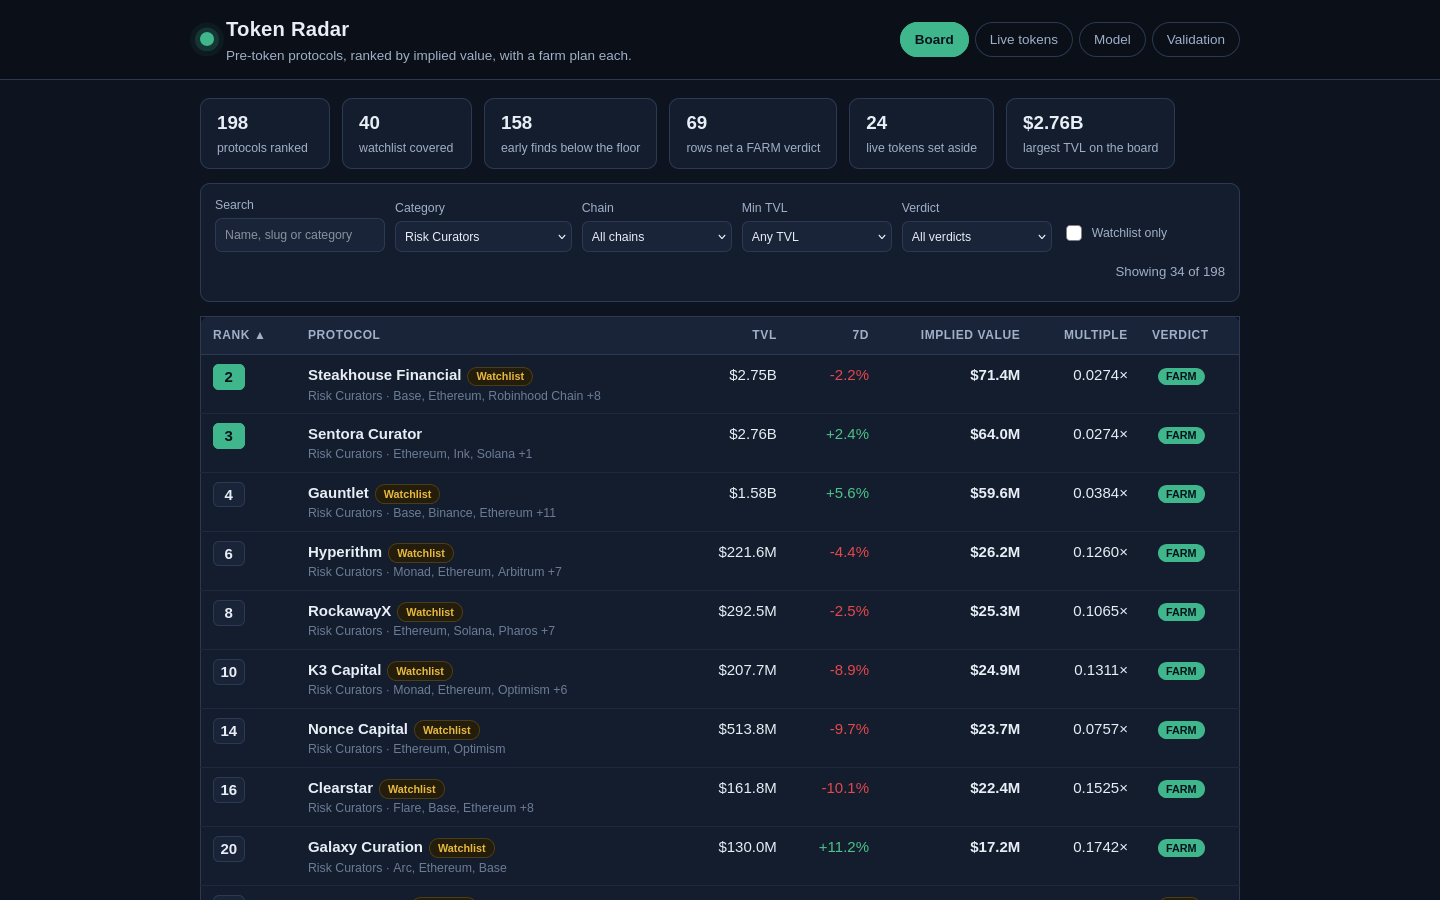 Token Radar
Pre-token protocols, ranked by implied value, with a farm plan each.
Board
Live tokens
Model
Validation
198
protocols ranked
40
watchlist covered
158
early finds below the floor
69
rows net a FARM verdict
24
live tokens set aside
$2.76B
largest TVL on the board
Search
Name, slug or category
Category
Risk Curators
Chain
All chains
Min TVL
Any TVL
Verdict
All verdicts
Watchlist only
Showing 34 of 198
RANK ▲ PROTOCOL TVL 7D IMPLIED VALUE MULTIPLE VERDICT
2 Steakhouse Financial Watchlist $2.75B -2.2% $71.4M 0.0274× FARM
Risk Curators · Base, Ethereum, Robinhood Chain +8
3 Sentora Curator $2.76B +2.4% $64.0M 0.0274× FARM
Risk Curators · Ethereum, Ink, Solana +1
4 Gauntlet Watchlist $1.58B +5.6% $59.6M 0.0384× FARM
Risk Curators · Base, Binance, Ethereum +11
6 Hyperithm Watchlist $221.6M -4.4% $26.2M 0.1260× FARM
Risk Curators · Monad, Ethereum, Arbitrum +7
8 RockawayX Watchlist $292.5M -2.5% $25.3M 0.1065× FARM
Risk Curators · Ethereum, Solana, Pharos +7
10 K3 Capital Watchlist $207.7M -8.9% $24.9M 0.1311× FARM
Risk Curators · Monad, Ethereum, Optimism +6
14 Nonce Capital Watchlist $513.8M -9.7% $23.7M 0.0757× FARM
Risk Curators · Ethereum, Optimism
16 Clearstar Watchlist $161.8M -10.1% $22.4M 0.1525× FARM
Risk Curators · Flare, Base, Ethereum +8
20 Galaxy Curation Watchlist $130.0M +11.2% $17.2M 0.1742× FARM
Risk Curators · Arc, Ethereum, Base